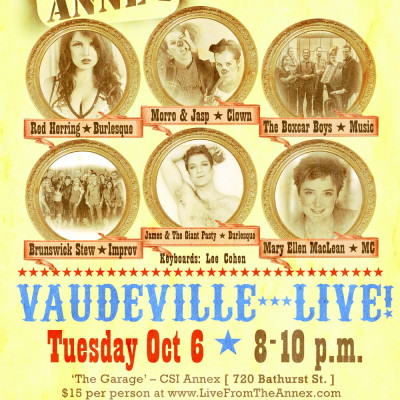 Red Herring ★ Burlesque
Morro & Jasp ★ Clown
The Boxcar Boys ★ Music
Brunswick Stew ★ Improv
James & The Giant Pasty ★ Burlesque
Mary Ellen MacLean ★ MC
Keyboards: Lee Cohen
VAUDEVILLE★★★LIVE!
Tuesday Oct 6 ★ 8-10 p.m.
'The Garage' – CSI Annex [ 720 Bathurst St. ]
$15 per person at www.LiveFromTheAnnex.com